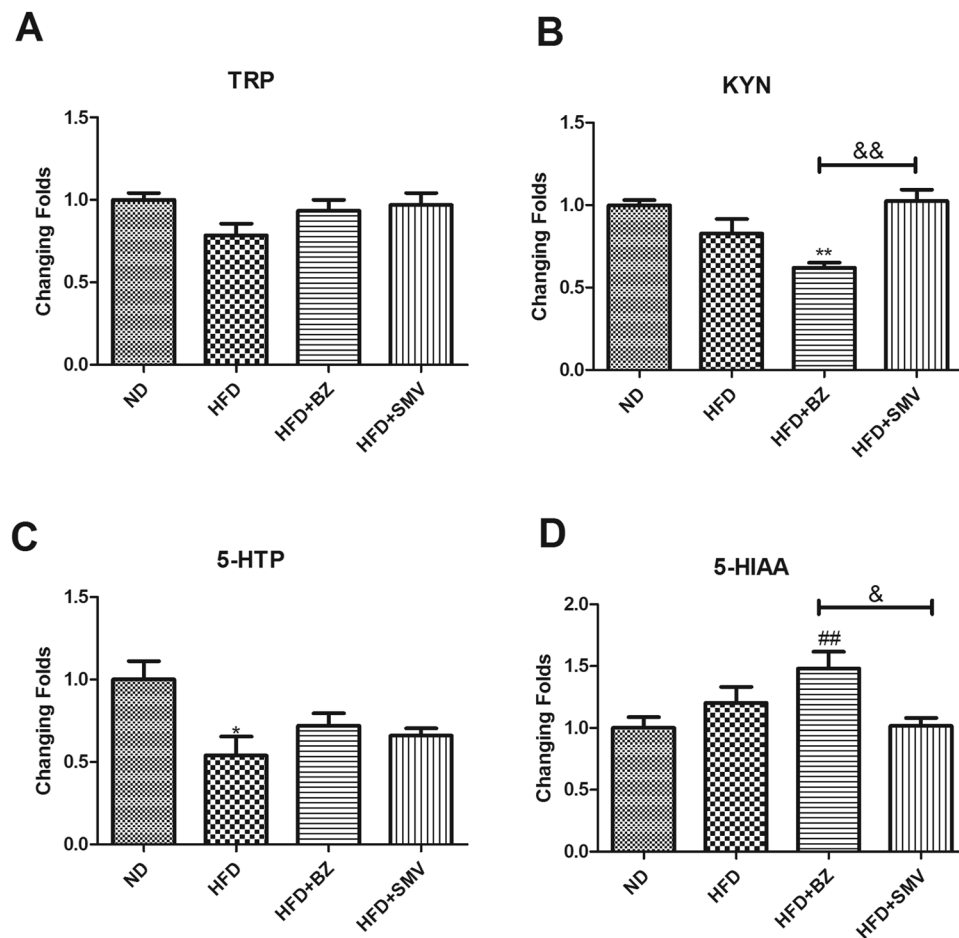 A
TRP
Changing Folds
1.5
1.0
0.5
0.0
ND
HFD
HFD+BZ
HFD+SMV
B
KYN
Changing Folds
1.5
1.0
0.5
0.0
&&
**
ND
HFD
HFD+BZ
HFD+SMV
C
5-HTP
Changing Folds
1.5
1.0
0.5
0.0
*
ND
HFD
HFD+BZ
HFD+SMV
D
5-HIAA
Changing Folds
2.0
1.5
1.0
0.5
0.0
&
##
ND
HFD
HFD+BZ
HFD+SMV